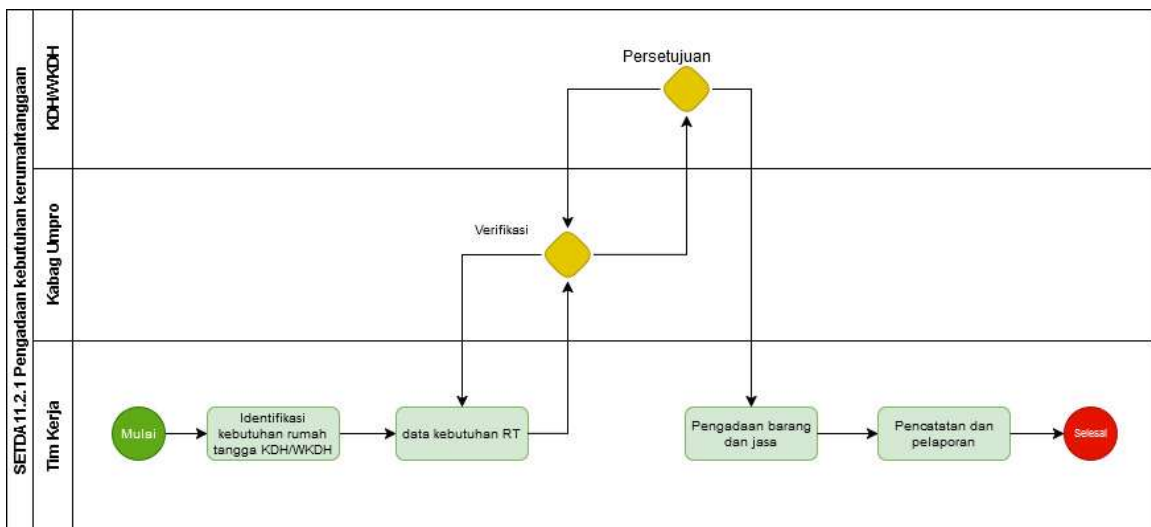 SETDA 11.2.1 Pengadaan kebutuhan kerumahtanggaan
KDH/WKDH
Persetujuan
Kabag Umpro
Verifikasi
Tim Kerja
Mulai
Identifikasi
kebutuhan rumah
tangga KDH/WKDH
data kebutuhan RT
Pengadaan barang
dan jasa
Pencatatan dan
pelaporan
Selesai